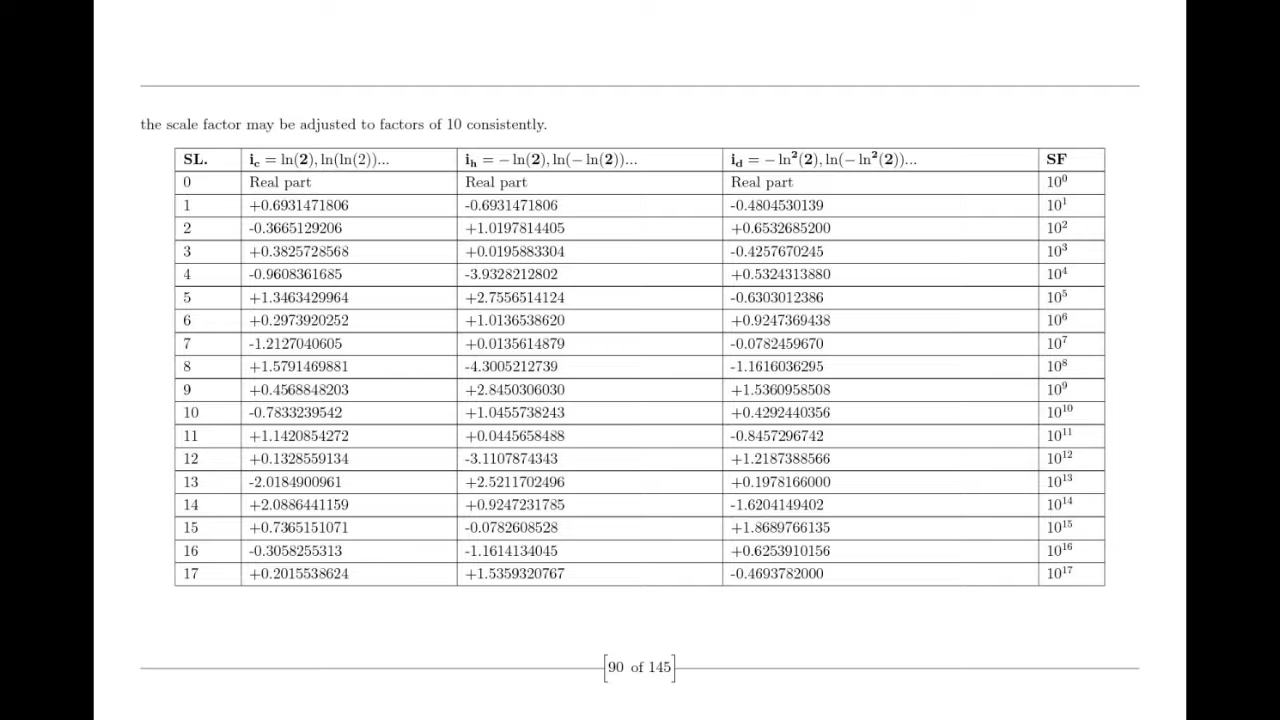 the scale factor may be adjusted to factors of 10 consistently.
SL. i_c = ln(2), ln(ln(2))... i_h = − ln(2), ln(− ln(2))... i_d = − ln²(2), ln(− ln²(2))... SF
0 Real part Real part Real part 10⁰
1 +0.6931471806 -0.6931471806 -0.4804530139 10¹
2 -0.3665129206 +1.0197814405 +0.6532685200 10²
3 +0.3825728568 +0.0195883304 -0.4257670245 10³
4 -0.9608361685 -3.9328212802 +0.5324313880 10⁴
5 +1.3463429964 +2.7556514124 -0.6303012386 10⁵
6 +0.2973920252 +1.0136538620 +0.9247369438 10⁶
7 -1.2127040605 +0.0135614879 -0.0782459670 10⁷
8 +1.5791469881 -4.3005212739 -1.1616036295 10⁸
9 +0.4568848203 +2.8450306030 +1.5360958508 10⁹
10 -0.7833239542 +1.0455738243 +0.4292440356 10¹⁰
11 +1.1420854272 +0.0445658488 -0.8457296742 10¹¹
12 +0.1328559134 -3.1107874343 +1.2187388566 10¹²
13 -2.0184900961 +2.5211702496 +0.1978166000 10¹³
14 +2.0886441159 +0.9247231785 -1.6204149402 10¹⁴
15 +0.7365151071 -0.0782608528 +1.8689766135 10¹⁵
16 -0.3058255313 -1.1614134045 +0.6253910156 10¹⁶
17 +0.2015538624 +1.5359320767 -0.4693782000 10¹⁷
[90 of 145]